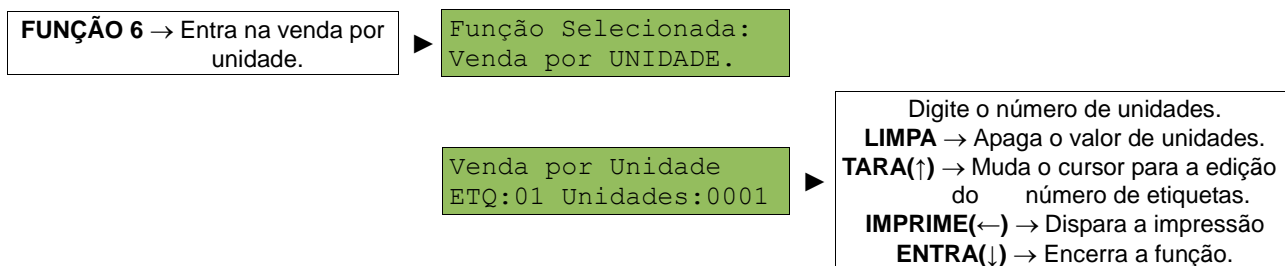 FUNÇÃO 6 → Entra na venda por
unidade.
►
Função Selecionada:
Venda por UNIDADE.
Venda por Unidade
ETQ:01 Unidades:0001
►
Digite o número de unidades.
LIMPA → Apaga o valor de unidades.
TARA(↑) → Muda o cursor para a edição
do número de etiquetas.
IMPRIME(←) → Dispara a impressão
ENTRA(↓) → Encerra a função.